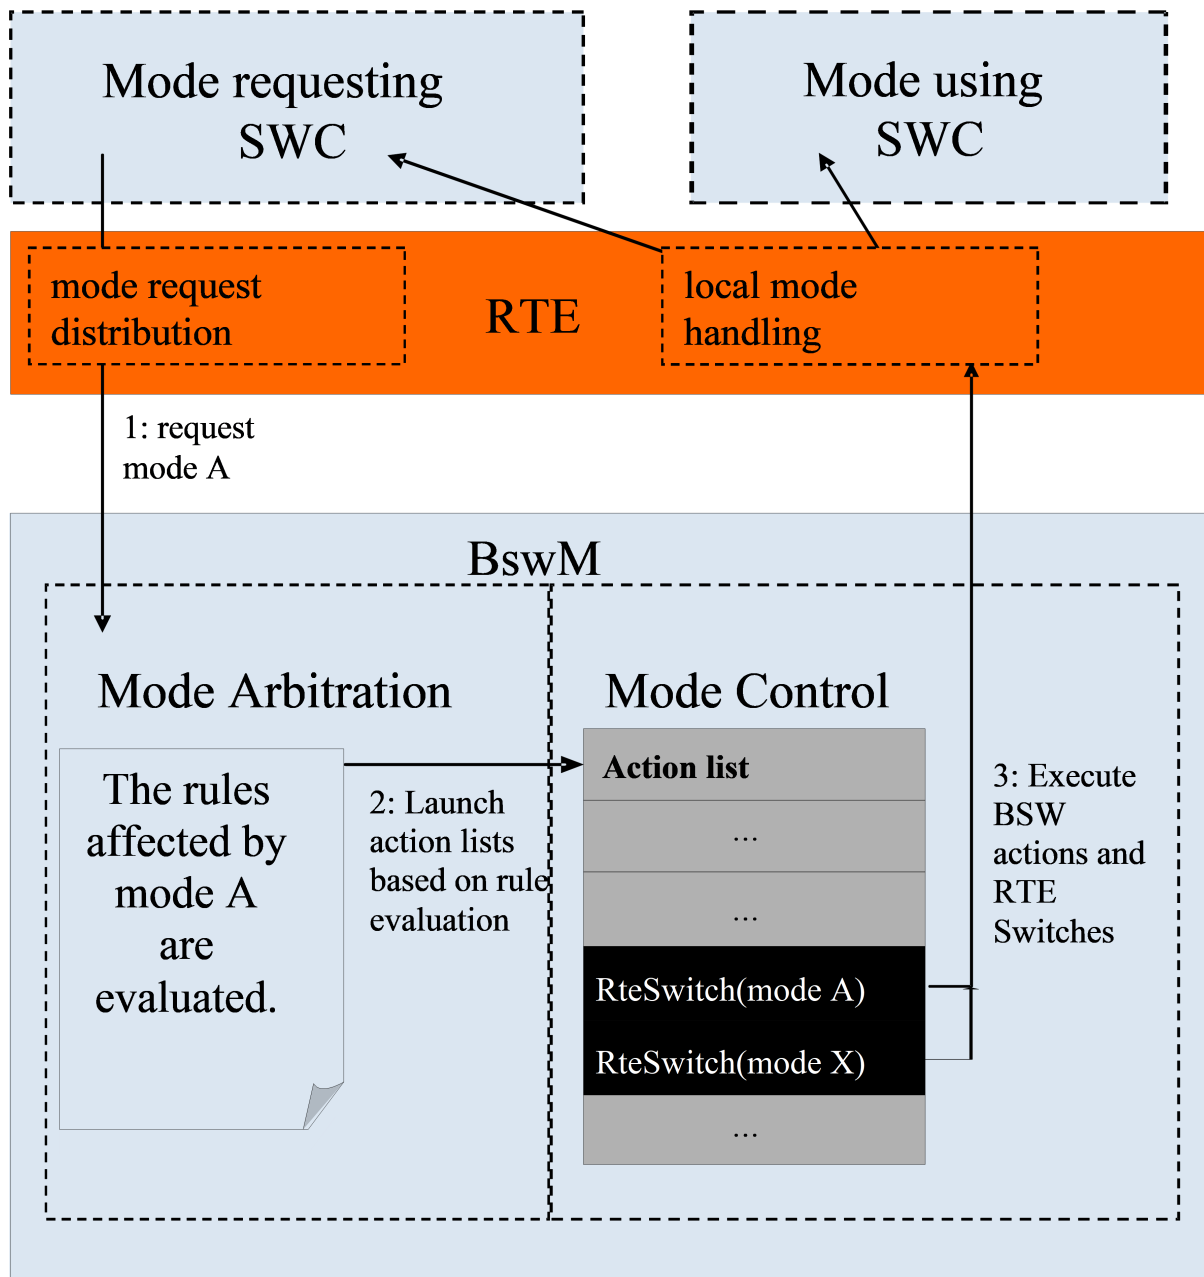 Mode requesting
SWC
Mode using
SWC
mode request
distribution
RTE
local mode
handling
1: request
mode A
BswM
Mode Arbitration
Mode Control
The rules
affected by
mode A
are
evaluated.
2: Launch
action lists
based on rule
evaluation
Action list
...
...
RteSwitch(mode A)
RteSwitch(mode X)
...
3: Execute
BSW
actions and
RTE
Switches